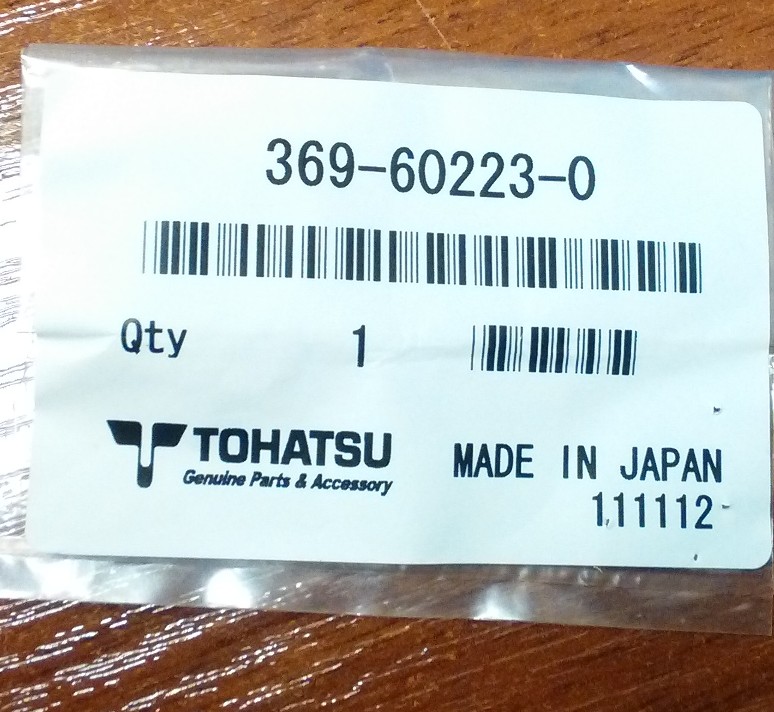 369-60223-0
Qty 1
TOHATSU
Genuine Parts & Accessory
MADE IN JAPAN
111112